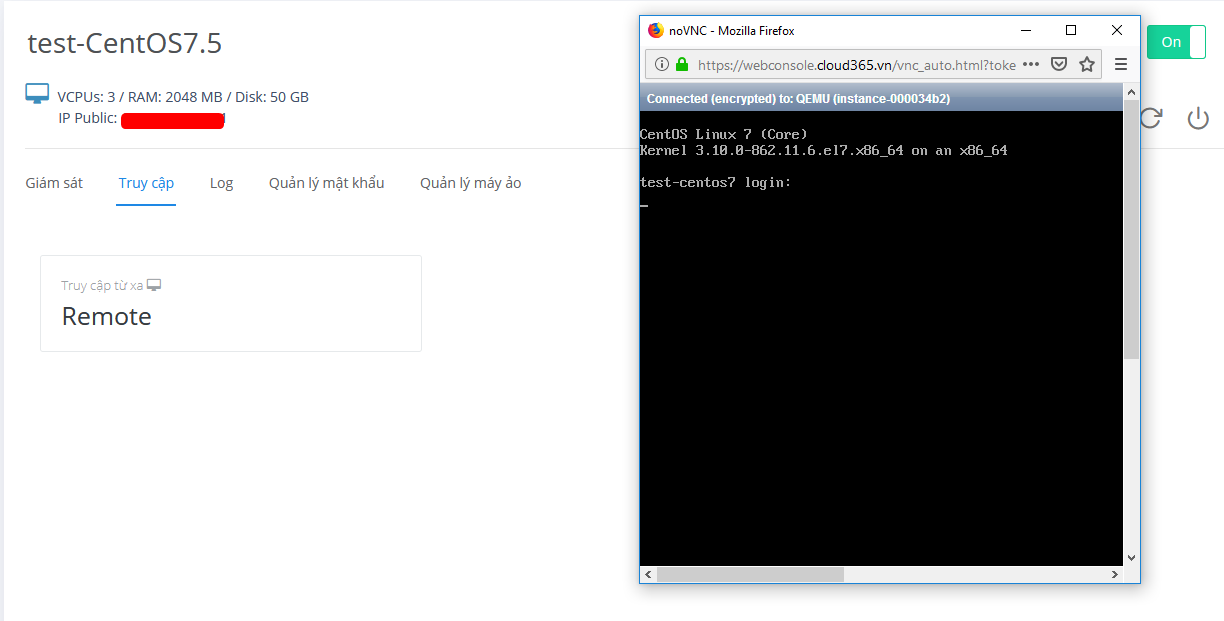 test-CentOS7.5
VCPUs: 3 / RAM: 2048 MB / Disk: 50 GB
IP Public:
On
Giám sát
Truy cập
Log
Quản lý mật khẩu
Quản lý máy ảo
Truy cập từ xa
Remote
noVNC - Mozilla Firefox
https://webconsole.cloud365.vn/vnc_auto.html?toke
Connected (encrypted) to: QEMU (instance-000034b2)
CentOS Linux 7 (Core)
Kernel 3.10.0-862.11.6.el7.x86_64 on an x86_64
test-centos7 login: